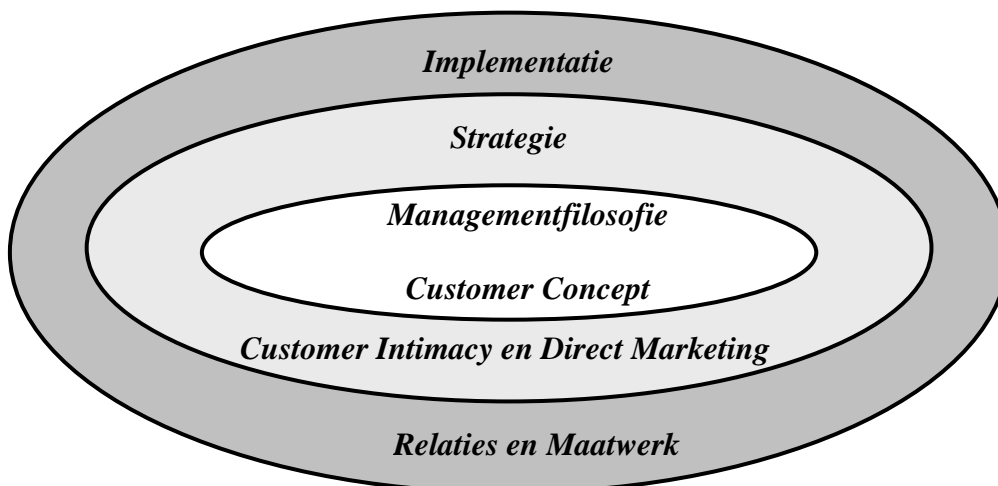 Implementatie
Strategie
Managementfilosofie
Customer Concept
Customer Intimacy en Direct Marketing
Relaties en Maatwerk